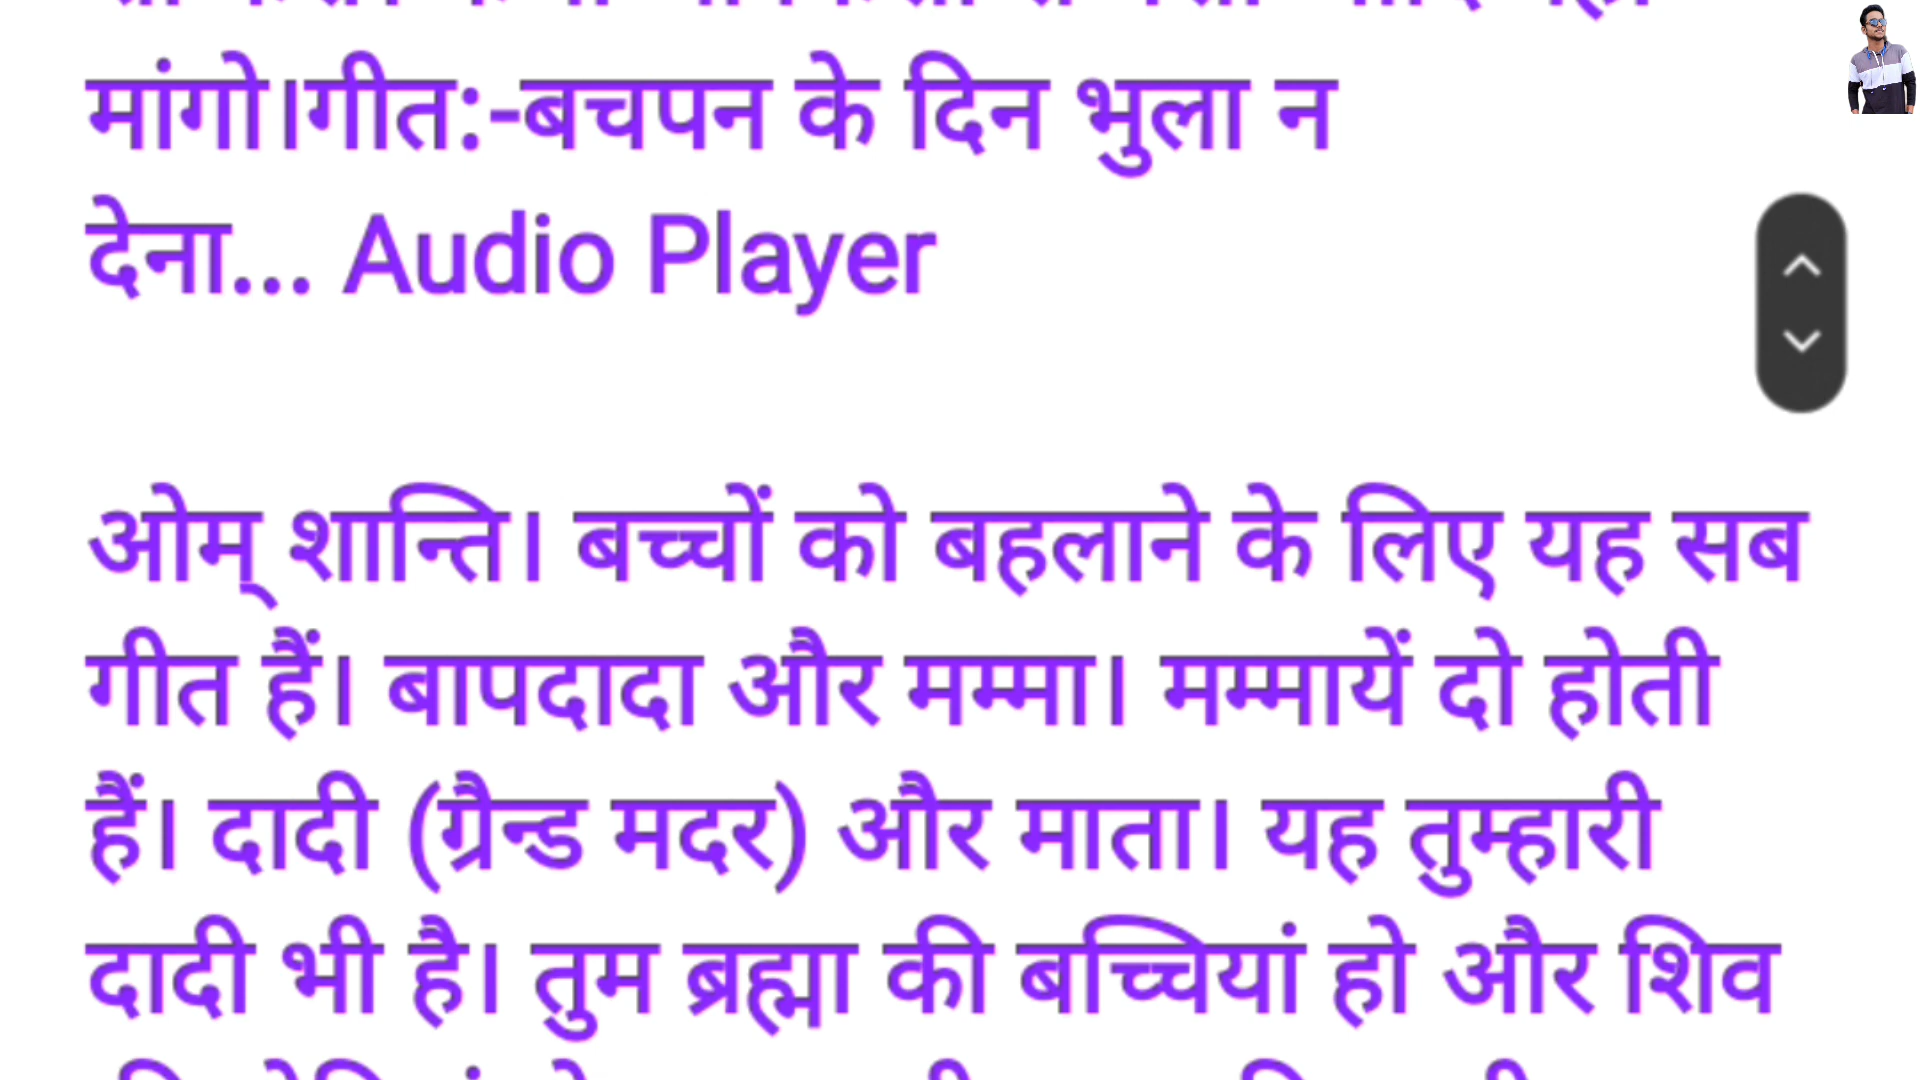 मांगो।गीत:-बचपन के दिन भुला न
देना... Audio Player
ओम् शान्ति। बच्चों को बहलाने के लिए यह सब
गीत हैं। बापदादा और मम्मा। मम्मायें दो होती
हैं। दादी (ग्रैन्ड मदर) और माता। यह तुम्हारी
दादी भी है। तुम ब्रह्मा की बच्चियां हो और शिव